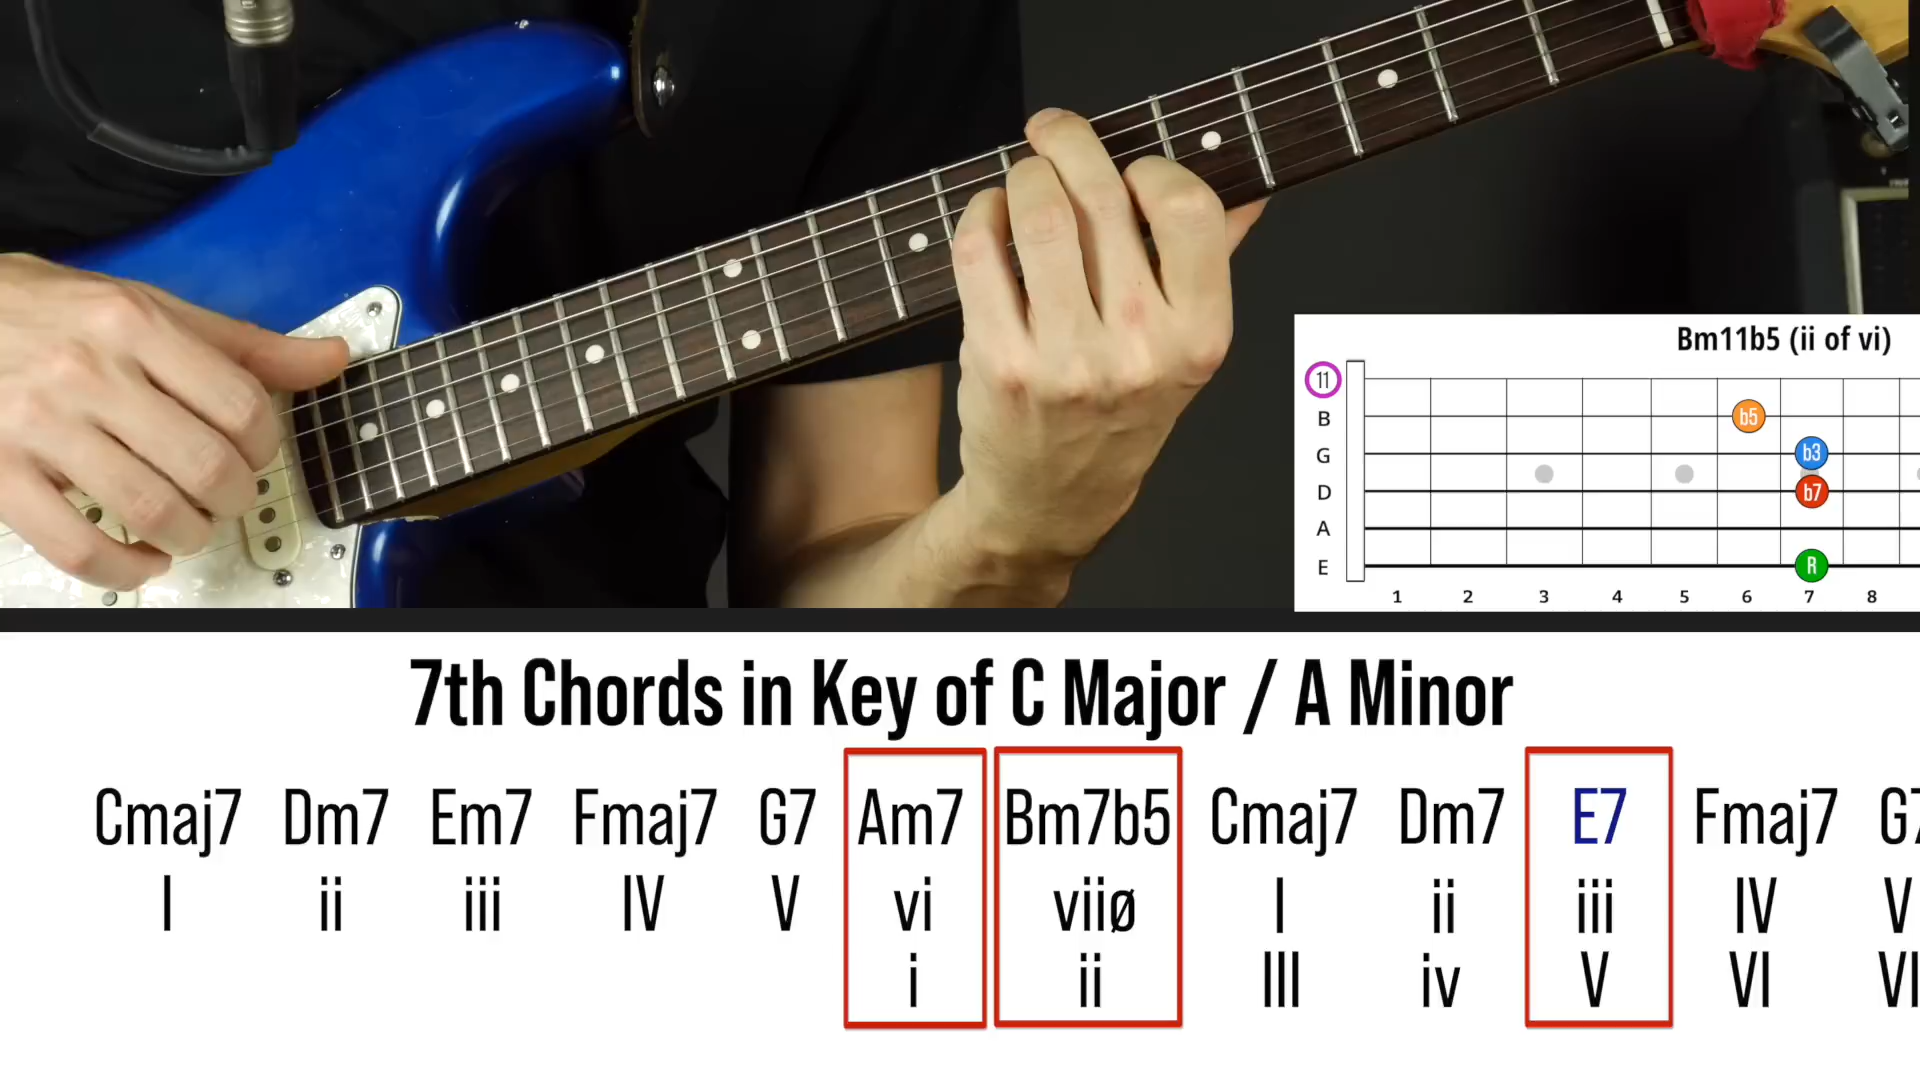 Bm11b5 (ii of vi)
11
B b5
G b3
D b7
A
E R
1 2 3 4 5 6 7 8
7th Chords in Key of C Major / A Minor
Cmaj7 Dm7 Em7 Fmaj7 G7 Am7 Bm7b5 Cmaj7 Dm7 E7 Fmaj7 G7
I ii iii IV V vi viiø I ii iii IV V
i ii III iv V VI VI